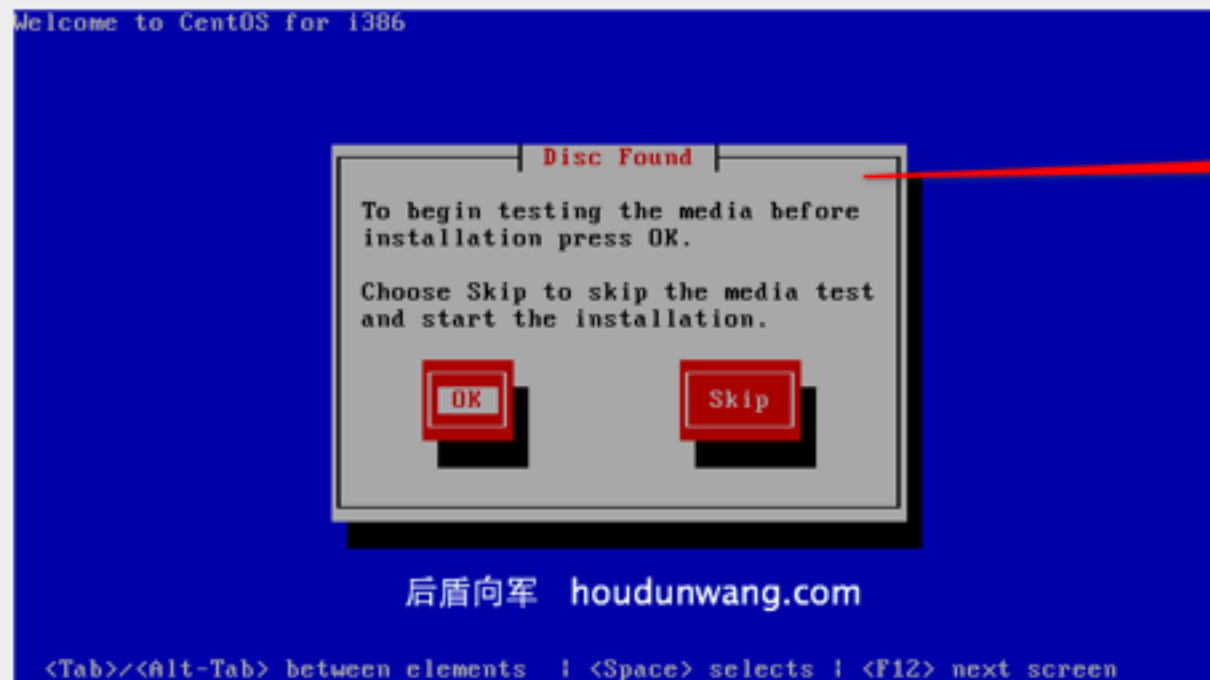 Welcome to CentOS for i386
Disc Found
To begin testing the media before
installation press OK.
Choose Skip to skip the media test
and start the installation.
OK Skip
后盾向军 houdunwang.com
<Tab>/<Alt-Tab> between elements | <Space> selects | <F12> next screen